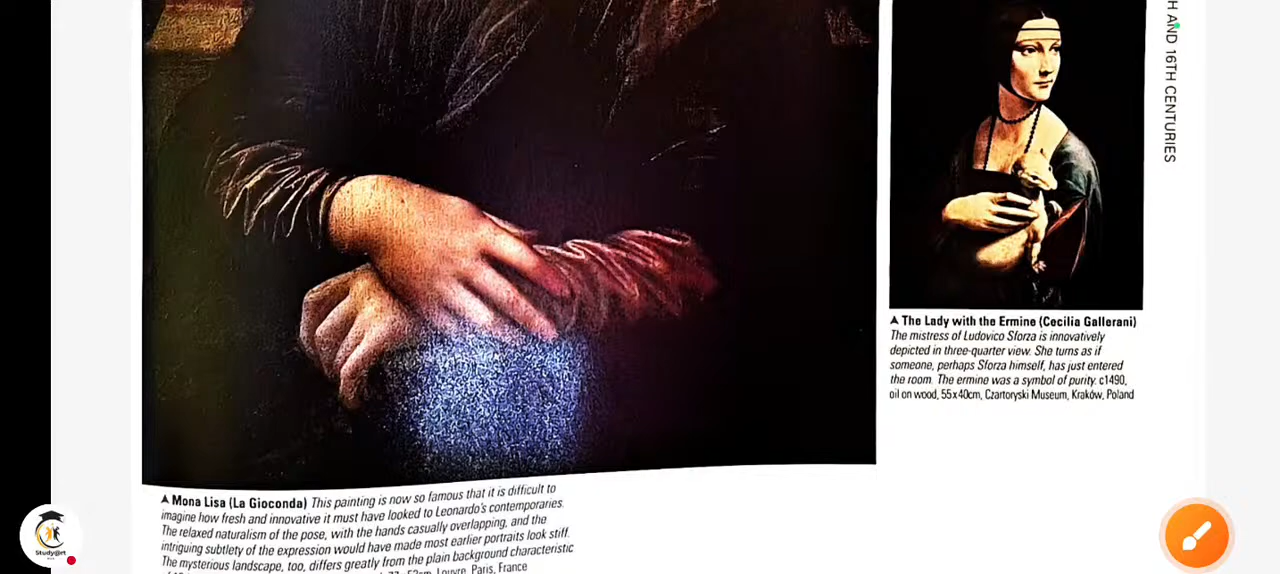 H AND 16TH CENTURIES
▲ The Lady with the Ermine (Cecilia Gallerani)
The mistress of Ludovico Sforza is innovatively
depicted in three-quarter view. She turns as if
someone, perhaps Sforza himself, has just entered
the room. The ermine was a symbol of purity. c1490,
oil on wood, 55x40cm, Czartoryski Museum, Kraków, Poland
▲ Mona Lisa (La Gioconda) This painting is now so famous that it is difficult to
imagine how fresh and innovative it must have looked to Leonardo's contemporaries.
The relaxed naturalism of the pose, with the hands casually overlapping, and the
intriguing subtlety of the expression would have made most earlier portraits look stiff.
The mysterious landscape, too, differs greatly from the plain background characteristic
Louvre, Paris, France
Study@rt